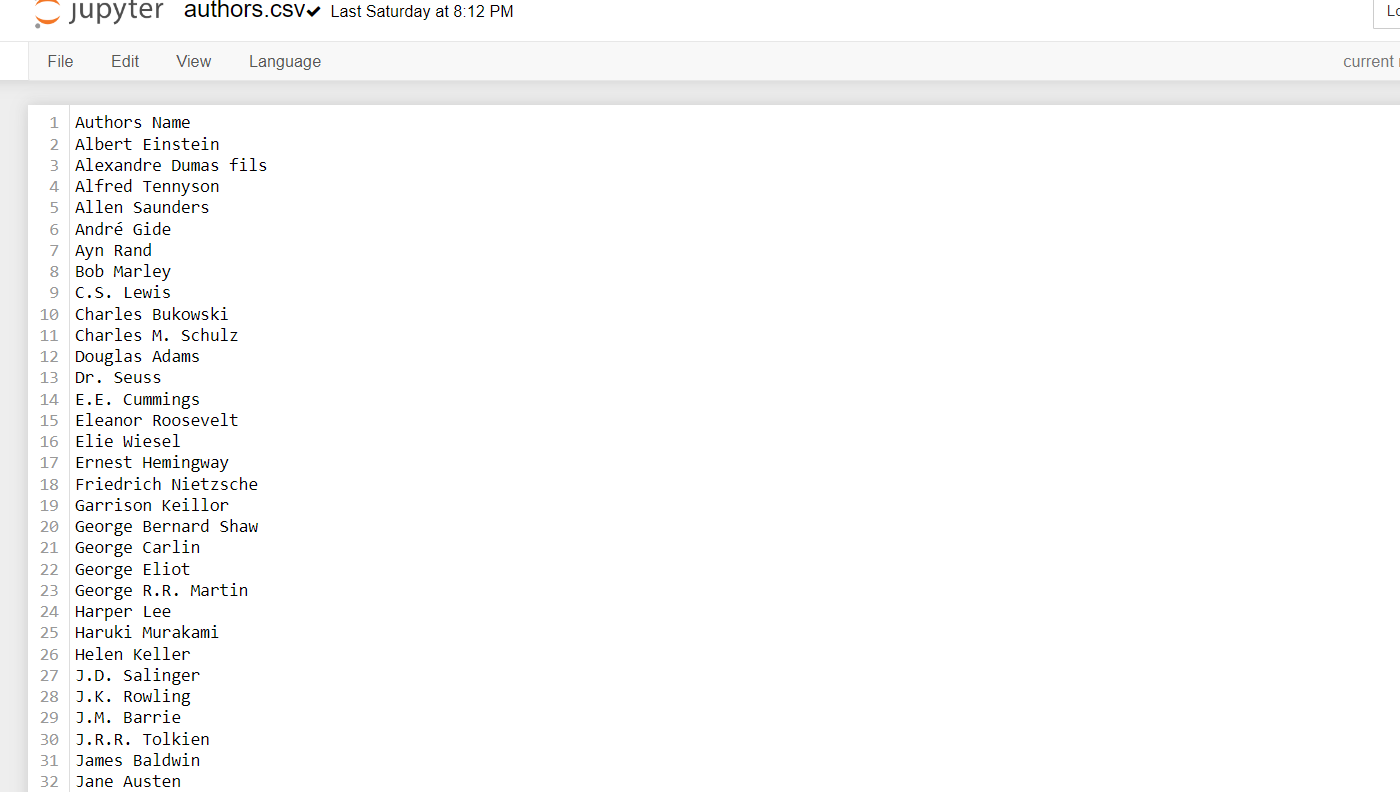 jupyter authors.csv Last Saturday at 8:12 PM
File Edit View Language current
1 Authors Name
2 Albert Einstein
3 Alexandre Dumas fils
4 Alfred Tennyson
5 Allen Saunders
6 André Gide
7 Ayn Rand
8 Bob Marley
9 C.S. Lewis
10 Charles Bukowski
11 Charles M. Schulz
12 Douglas Adams
13 Dr. Seuss
14 E.E. Cummings
15 Eleanor Roosevelt
16 Elie Wiesel
17 Ernest Hemingway
18 Friedrich Nietzsche
19 Garrison Keillor
20 George Bernard Shaw
21 George Carlin
22 George Eliot
23 George R.R. Martin
24 Harper Lee
25 Haruki Murakami
26 Helen Keller
27 J.D. Salinger
28 J.K. Rowling
29 J.M. Barrie
30 J.R.R. Tolkien
31 James Baldwin
32 Jane Austen